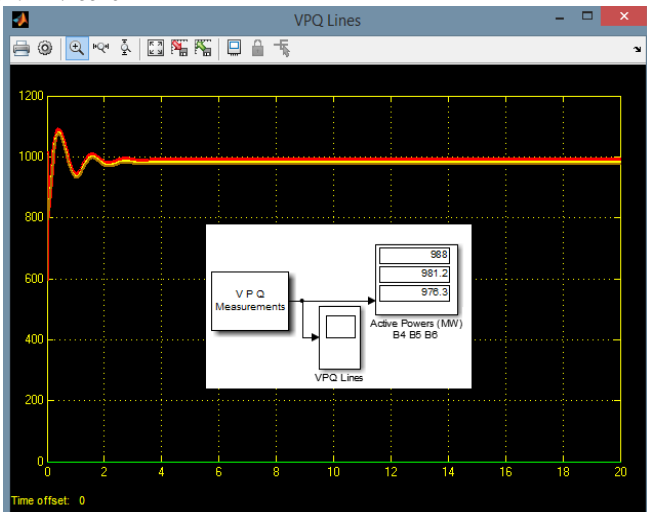 VPQ Lines
1200
1000
800
600
400
200
0
0 2 4 6 8 10 12 14 16 18 20
Time offset: 0
988
981.2
976.3
V P Q
Measurements
Active Powers (MW)
B4 B5 B6
VPQ Lines